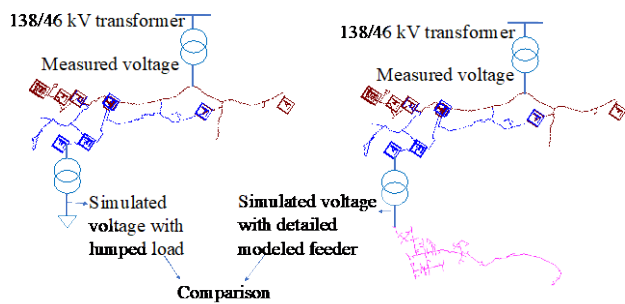 138/46 kV transformer
Measured voltage
Simulated
voltage with
lumped load
138/46 kV transformer
Measured voltage
Simulated voltage
with detailed
modeled feeder
Comparison